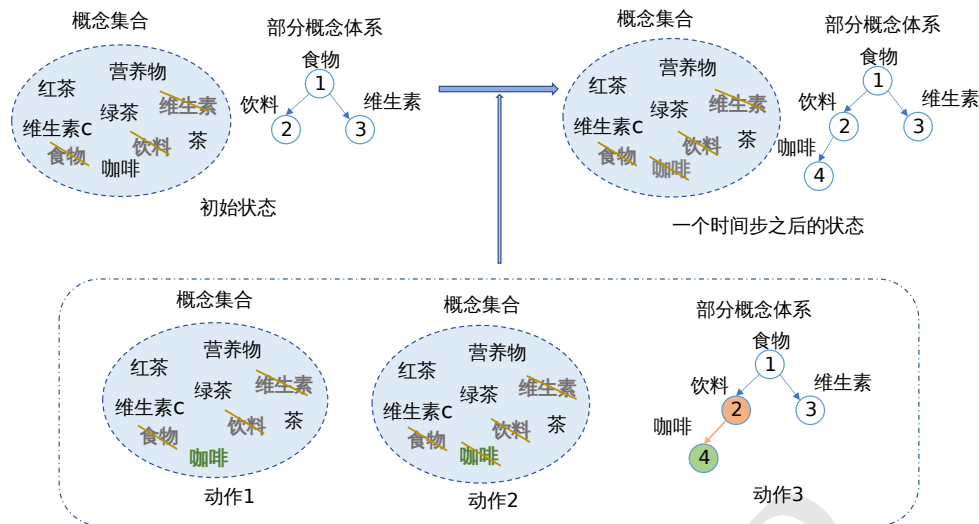 概念集合
红茶
营养物
维生素
绿茶
维生素c
饮料
茶
食物
咖啡
部分概念体系
食物
1
饮料
2
维生素
3
初始状态
概念集合
红茶
营养物
维生素
绿茶
维生素c
饮料
茶
食物
咖啡
部分概念体系
食物
1
饮料
2
维生素
3
咖啡
4
一个时间步之后的状态
概念集合
红茶
营养物
维生素
绿茶
维生素c
饮料
茶
食物
咖啡
动作1
概念集合
红茶
营养物
维生素
绿茶
维生素c
饮料
茶
食物
咖啡
动作2
部分概念体系
食物
1
饮料
2
维生素
3
咖啡
4
动作3